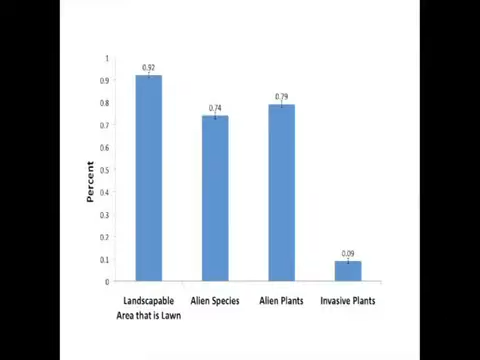 1
0.92
0.9
0.79
0.8
0.74
0.7
0.6
Percent
0.5
0.4
0.3
0.2
0.1
0.09
0
Landscapable
Area that is Lawn
Alien Species
Alien Plants
Invasive Plants